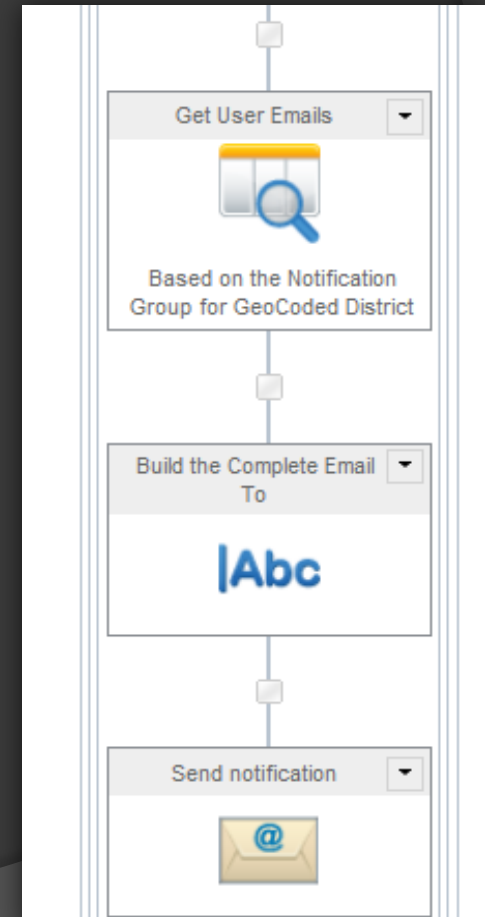 Get User Emails
Based on the Notification
Group for GeoCoded District
Build the Complete Email
To
|Abc
Send notification
@